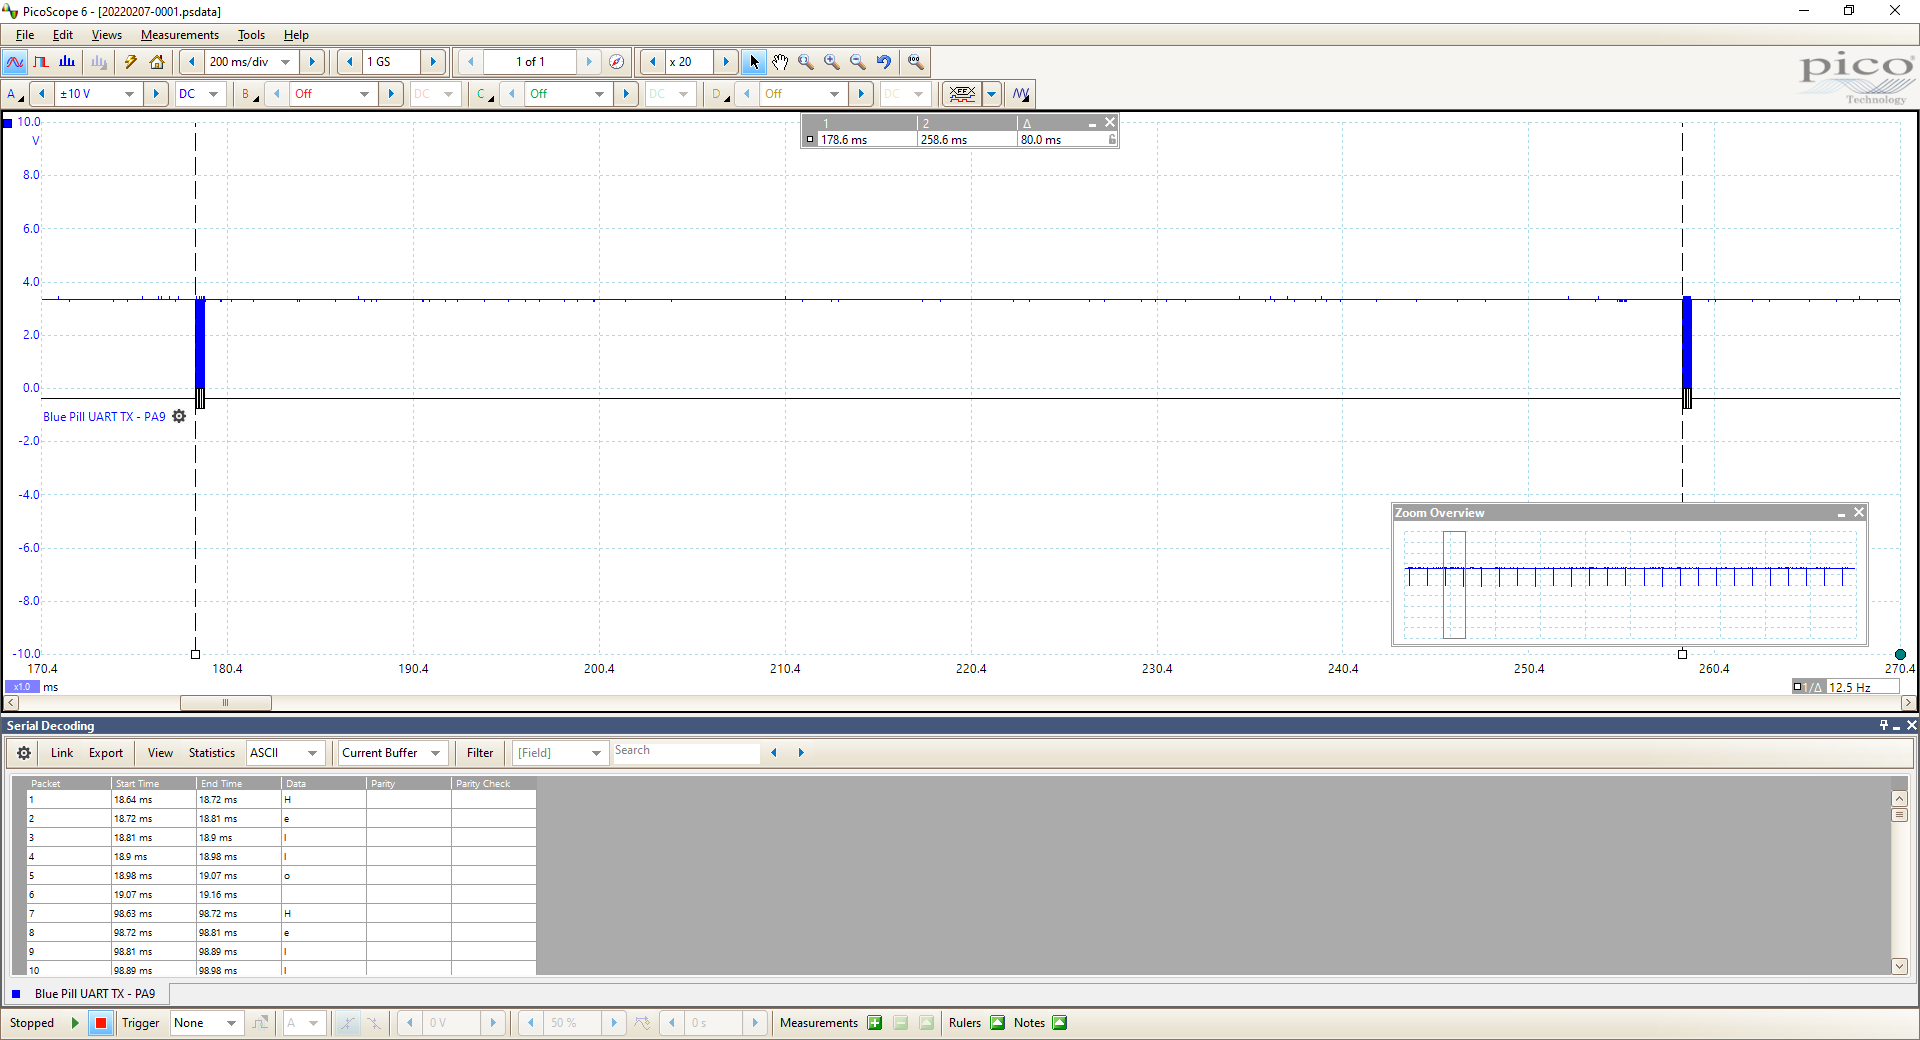 PicoScope 6 - [20220207-0001.psdata]
File Edit Views Measurements Tools Help
200 ms/div 1 GS 1 of 1 x 20
pico
Technology
A ±10 V DC B Off DC C Off DC D Off DC
1 2 Δ
178.6 ms 258.6 ms 80.0 ms
10.0
V
8.0
6.0
4.0
2.0
0.0
Blue Pill UART TX - PA9
-2.0
-4.0
-6.0
-8.0
-10.0
Zoom Overview
170.4 180.4 190.4 200.4 210.4 220.4 230.4 240.4 250.4 260.4 270.4
x1.0 ms
1/Δ 12.5 Hz
Serial Decoding
Link Export View Statistics ASCII Current Buffer Filter [Field] Search
Packet Start Time End Time Data Parity Parity Check
1 18.64 ms 18.72 ms H
2 18.72 ms 18.81 ms e
3 18.81 ms 18.9 ms l
4 18.9 ms 18.98 ms l
5 18.98 ms 19.07 ms o
6 19.07 ms 19.16 ms
7 98.63 ms 98.72 ms H
8 98.72 ms 98.81 ms e
9 98.81 ms 98.89 ms l
10 98.89 ms 98.98 ms l
Blue Pill UART TX - PA9
Stopped Trigger None A 0 V 50 % 0 s Measurements Rulers Notes